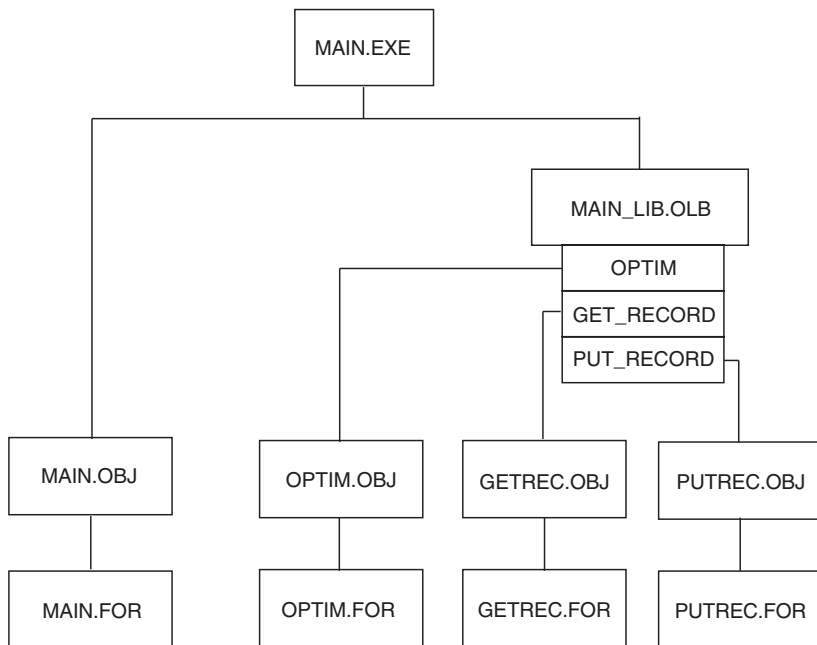 MAIN.EXE
MAIN_LIB.OLB
OPTIM
GET_RECORD
PUT_RECORD
MAIN.OBJ
OPTIM.OBJ
GETREC.OBJ
PUTREC.OBJ
MAIN.FOR
OPTIM.FOR
GETREC.FOR
PUTREC.FOR